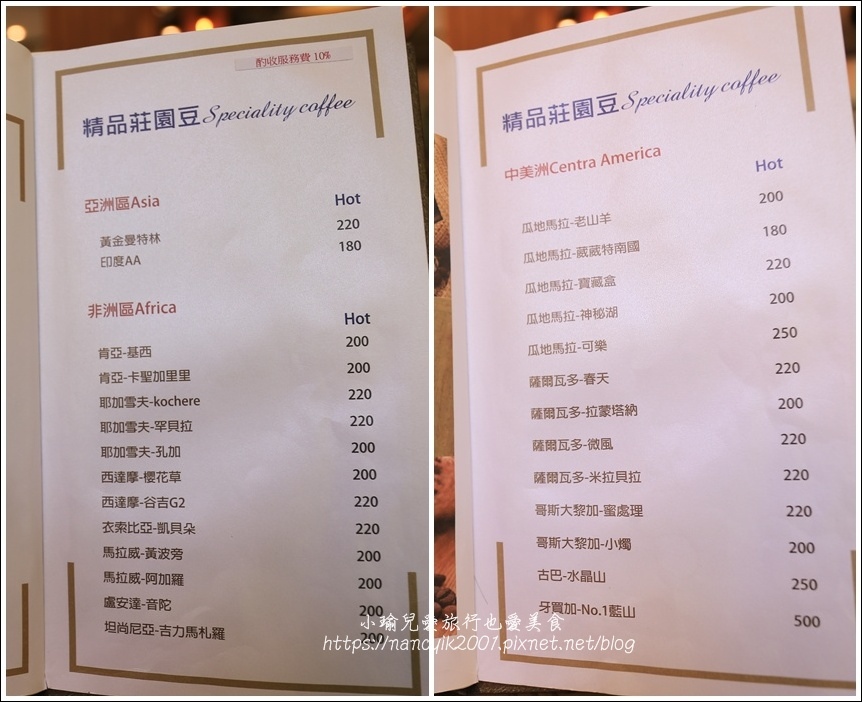 酌收服務費 10%
精品莊園豆 Speciality coffee
亞洲區Asia Hot
黃金曼特林 220
印度AA 180
非洲區Africa Hot
肯亞-基西 200
肯亞-卡聖加里里 200
耶加雪夫-kochere 220
耶加雪夫-罕貝拉 220
耶加雪夫-孔加 200
西達摩-櫻花草 200
西達摩-谷吉G2 220
衣索比亞-凱貝朵 220
馬拉威-黃波旁 200
馬拉威-阿加羅 200
盧安達-音陀 200
坦尚尼亞-吉力馬札羅 200
精品莊園豆 Speciality coffee
中美洲Centra America Hot
瓜地馬拉-老山羊 200
瓜地馬拉-葳葳特南國 180
瓜地馬拉-寶藏盒 220
瓜地馬拉-神秘湖 200
瓜地馬拉-可樂 250
薩爾瓦多-春天 220
薩爾瓦多-拉蒙塔納 200
薩爾瓦多-微風 220
薩爾瓦多-米拉貝拉 220
哥斯大黎加-蜜處理 220
哥斯大黎加-小燭 200
古巴-水晶山 250
牙買加-No.1藍山 500
小瑜兒愛旅行也愛美食
https://nancylk2001.pixnet.net/blog